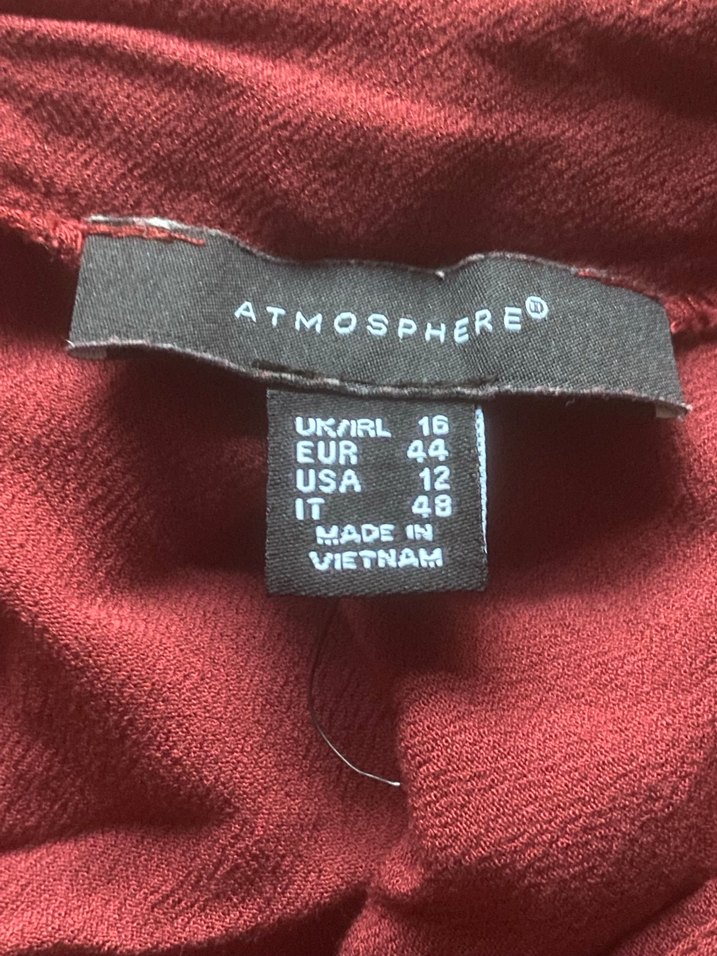 ATMOSPHERE®
UK/IRL 16
EUR 44
USA 12
IT 48
MADE IN
VIETNAM